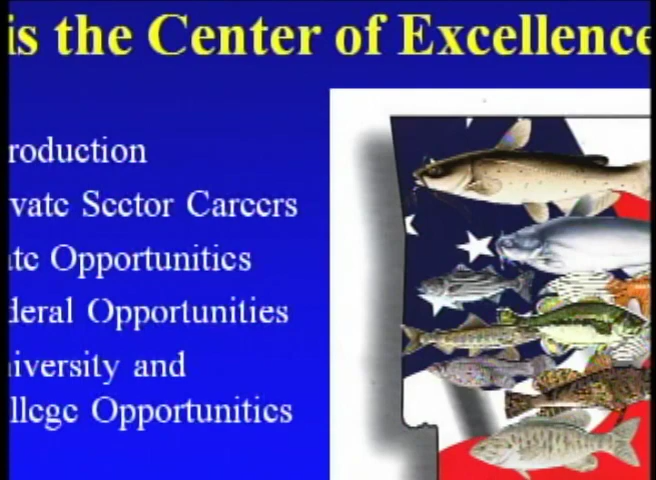 is the Center of Excellence
roduction
vate Sector Careers
ate Opportunities
deral Opportunities
iversity and
llege Opportunities